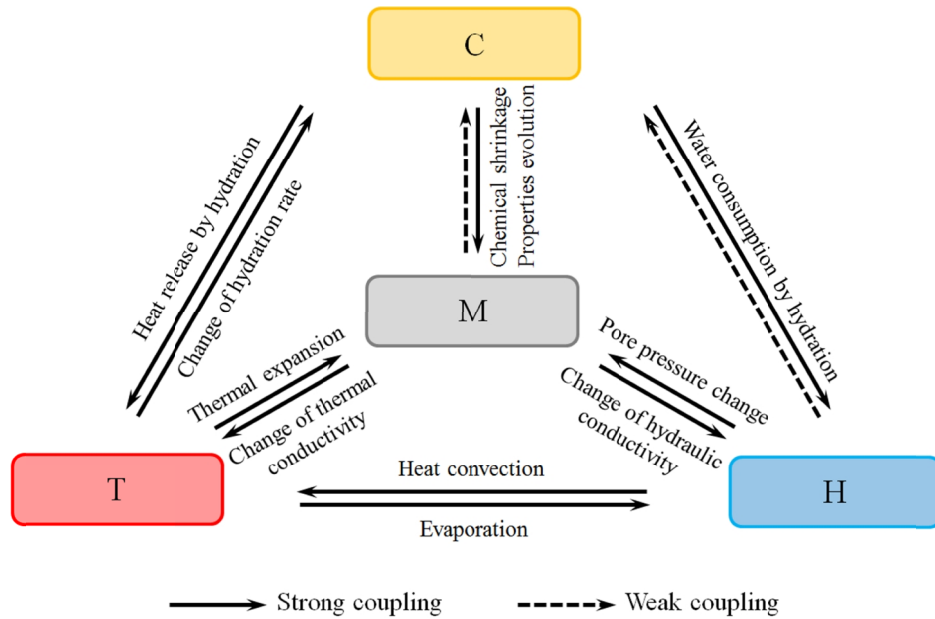 C
Heat release by hydration
Change of hydration rate
Chemical shrinkage
Properties evolution
Water consumption by hydration
M
Thermal expansion
Change of thermal
conductivity
Pore pressure change
Change of hydraulic
conductivity
T
Heat convection
Evaporation
H
Strong coupling
Weak coupling